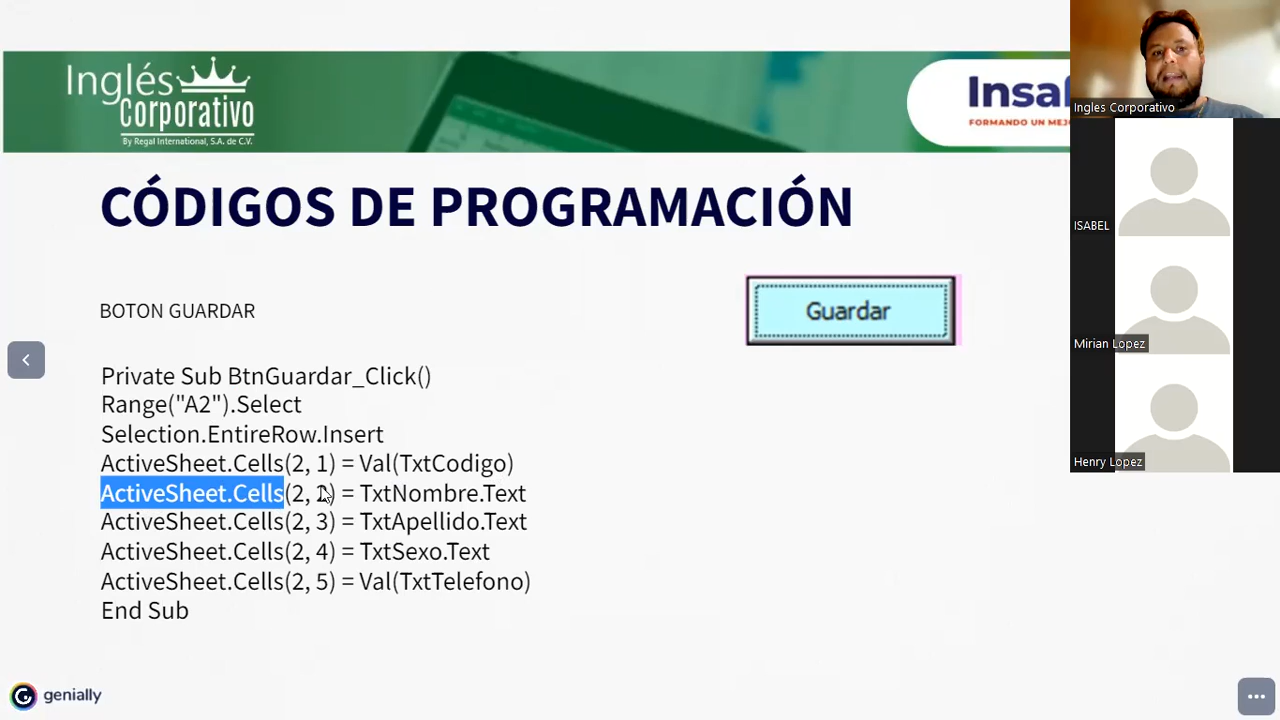 Inglés
Corporativo
By Regal International, S.A. de C.V.
Insaf
FORMANDO UN MEJ
CÓDIGOS DE PROGRAMACIÓN
BOTON GUARDAR
Guardar
Private Sub BtnGuardar_Click()
Range("A2").Select
Selection.EntireRow.Insert
ActiveSheet.Cells(2, 1) = Val(TxtCodigo)
ActiveSheet.Cells(2, 2) = TxtNombre.Text
ActiveSheet.Cells(2, 3) = TxtApellido.Text
ActiveSheet.Cells(2, 4) = TxtSexo.Text
ActiveSheet.Cells(2, 5) = Val(TxtTelefono)
End Sub
genially
Ingles Corporativo
ISABEL
Mirian Lopez
Henry Lopez